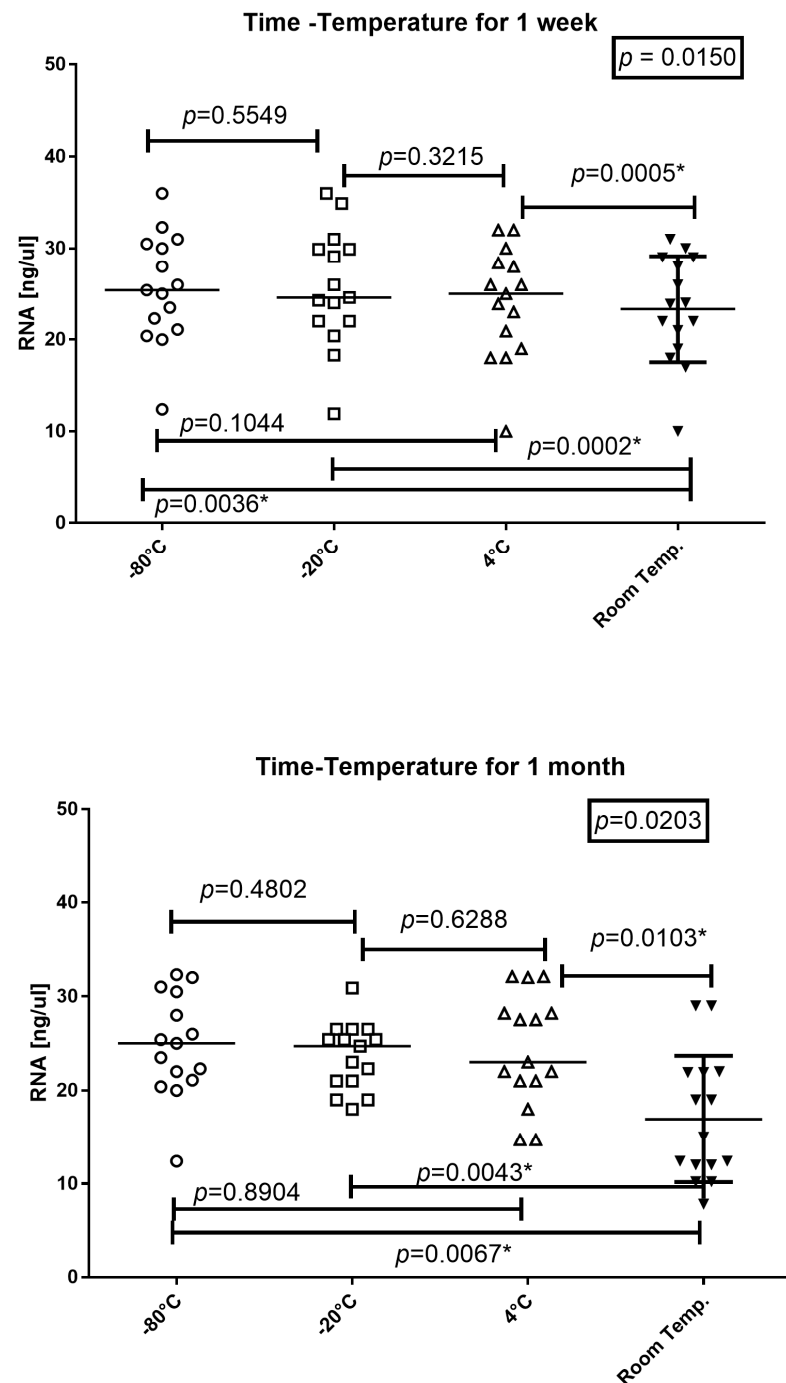 Time -Temperature for 1 week
p = 0.0150
50
p=0.5549
40
p=0.3215
p=0.0005*
30
RNA [ng/ul]
20
10
p=0.1044
p=0.0002*
p=0.0036*
0
-80°C
-20°C
4°C
Room Temp.
Time-Temperature for 1 month
50
p=0.0203
p=0.4802
40
p=0.6288
p=0.0103*
30
RNA [ng/ul]
20
10
p=0.0043*
p=0.8904
p=0.0067*
0
-80°C
-20°C
4°C
Room Temp.